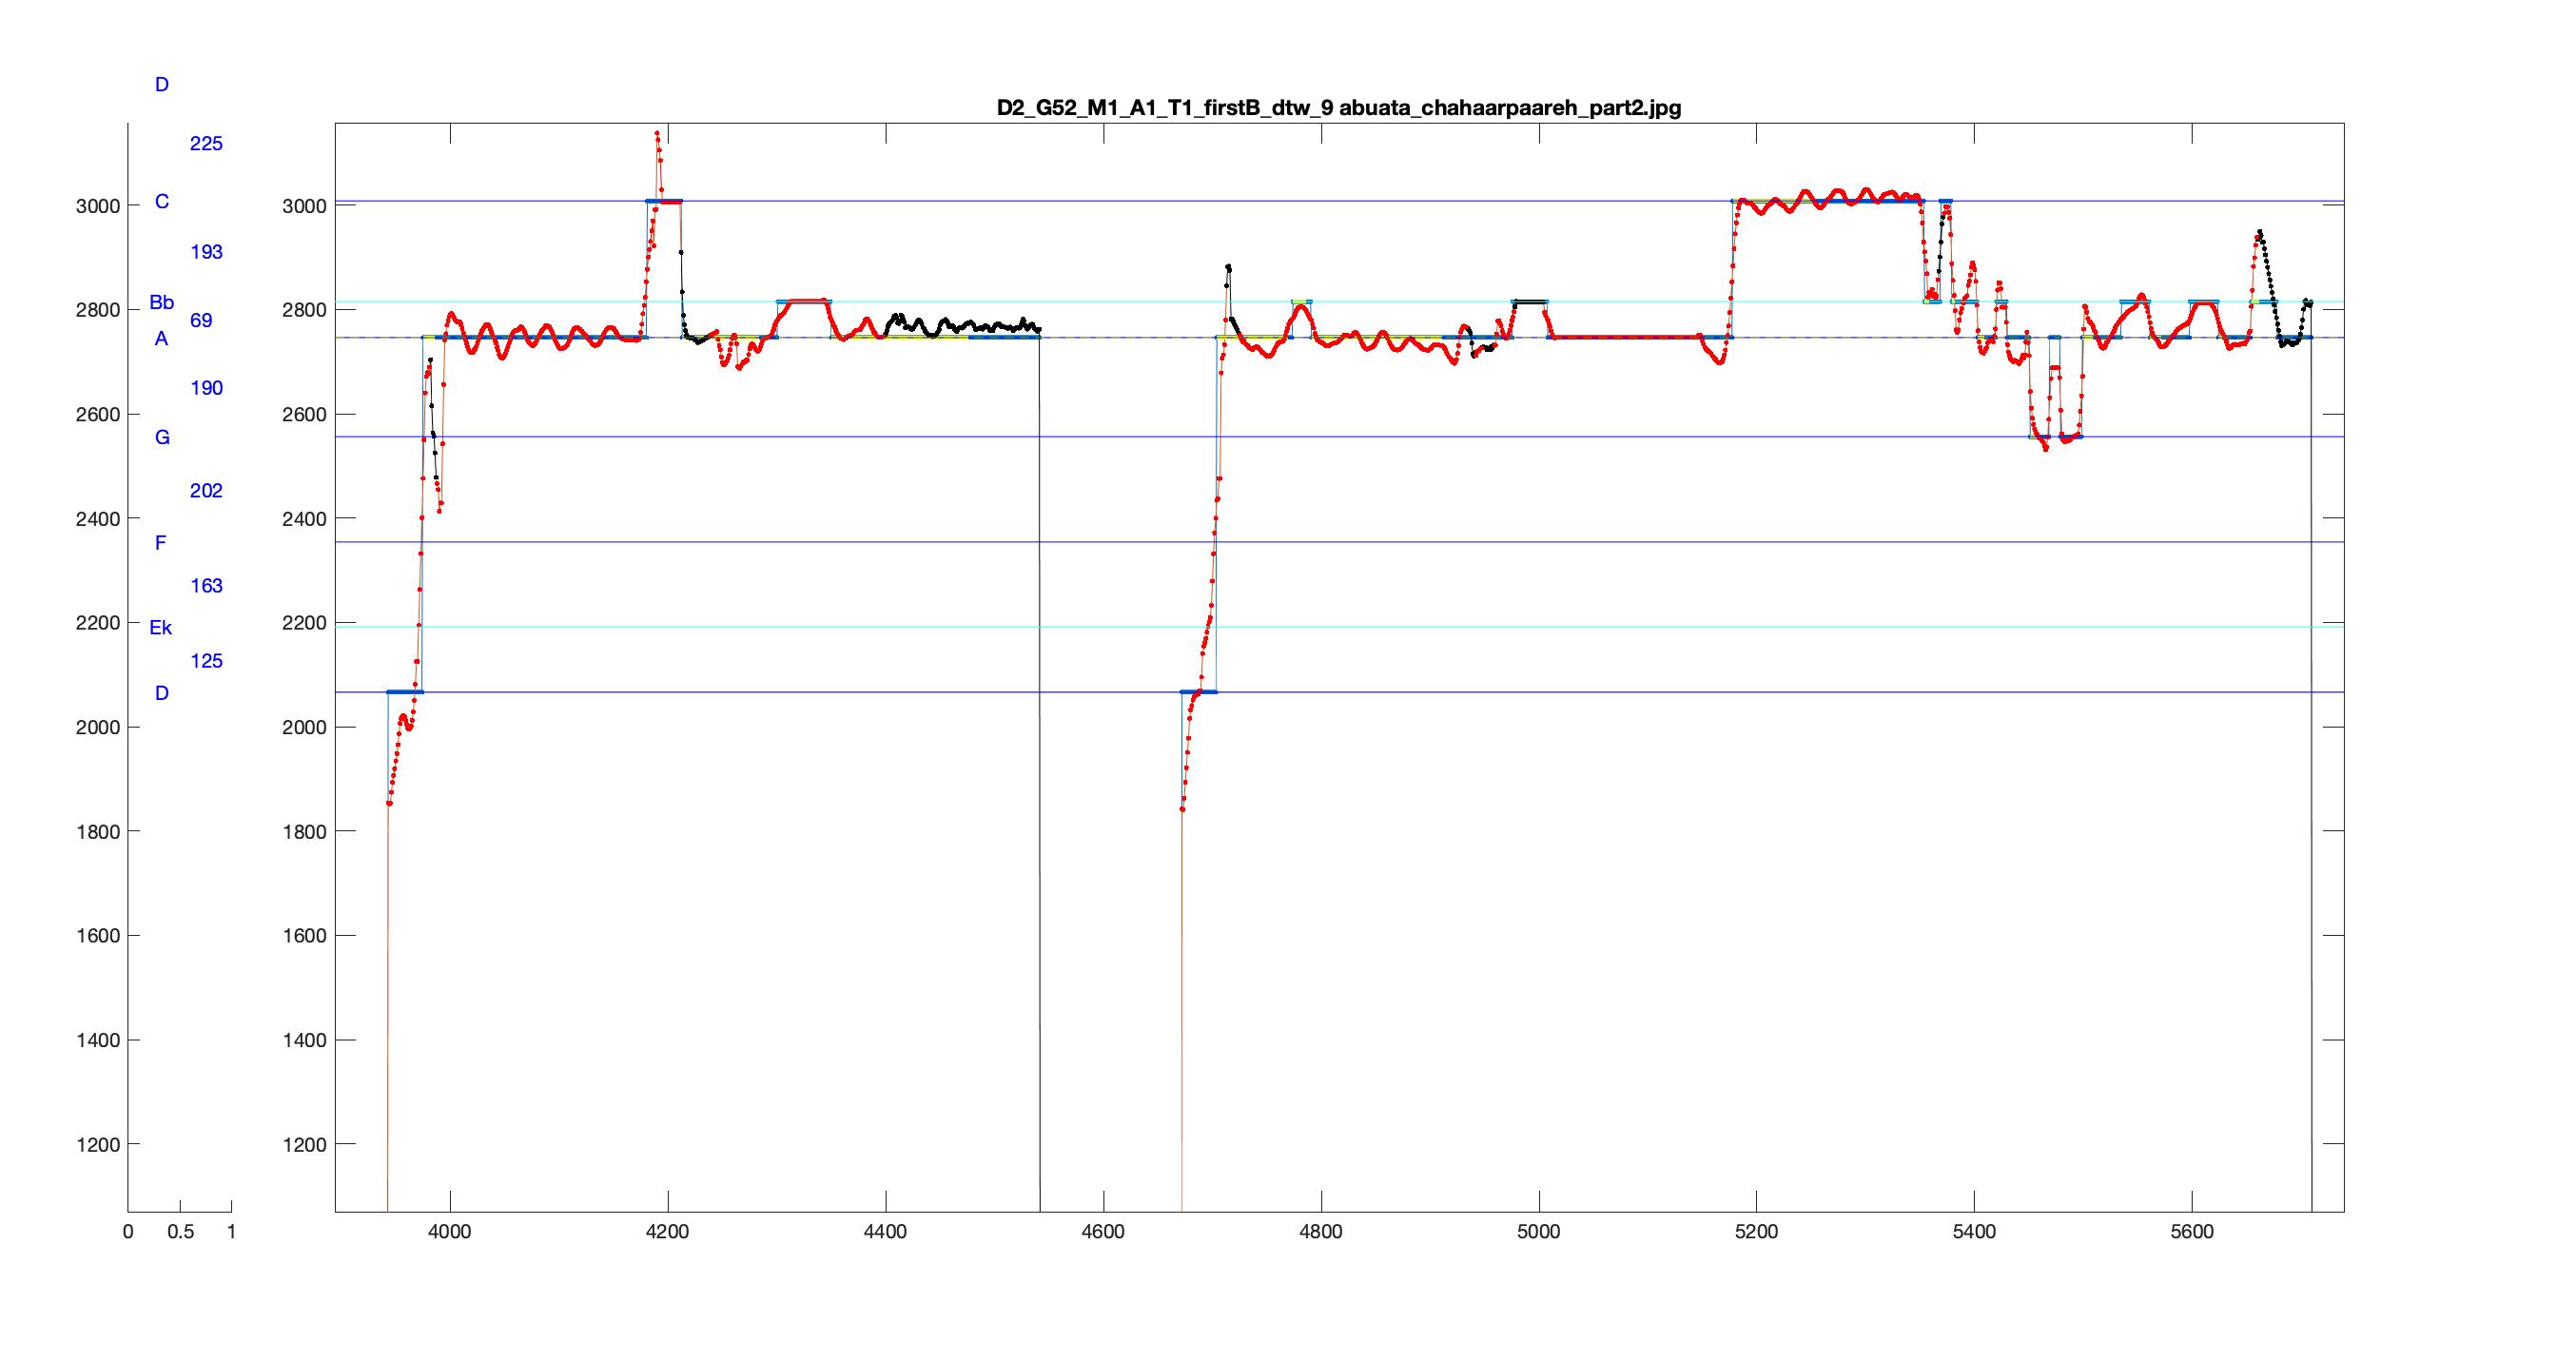 D
D2_G52_M1_A1_T1_firstB_dtw_9 abuata_chahaarpaareh_part2.jpg
225
3000 C 3000
193
2800 Bb 2800
69
A
190
2600 2600
G
202
2400 2400
F
163
2200 Ek 2200
125
D
2000 2000
1800 1800
1600 1600
1400 1400
1200 1200
0 0.5 1 4000 4200 4400 4600 4800 5000 5200 5400 5600